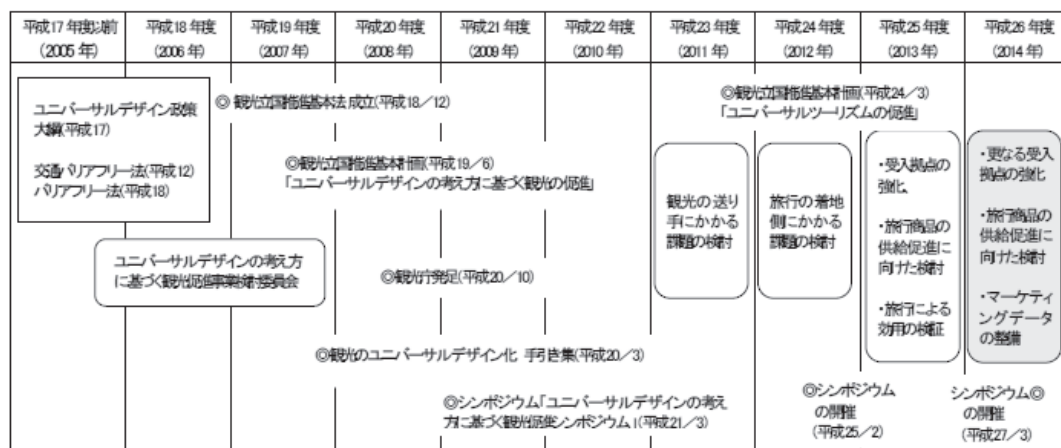 平成17年度以前
(2005年)
平成18年度
(2006年)
平成19年度
(2007年)
平成20年度
(2008年)
平成21年度
(2009年)
平成22年度
(2010年)
平成23年度
(2011年)
平成24年度
(2012年)
平成25年度
(2013年)
平成26年度
(2014年)
ユニバーサルデザイン政策
大綱(平成17)
交通バリアフリー法(平成12)
バリアフリー法(平成18)
◎観光立国推進基本法成立(平成18/12)
◎観光立国推進基本計画(平成19/6)
「ユニバーサルデザインの考え方に基づく観光の促進」
ユニバーサルデザインの考え方
に基づく観光促進事業検討委員会
◎観光庁発足(平成20/10)
◎観光のユニバーサルデザイン化 手引き集(平成20/3)
◎シンポジウム「ユニバーサルデザインの考え
方に基づく観光促進シンポジウム」(平成21/3)
◎観光立国推進基本計画(平成24/3)
「ユニバーサルツーリズムの促進」
観光の送り
手にかかる
課題の検討
旅行の着地
側にかかる
課題の検討
・受入拠点の
強化、
・旅行商品の
供給促進に
向けた検討
・旅行による
効用の検証
・更なる受入
拠点の強化
・旅行商品の
供給促進に
向けた検討
・マーケティ
ングデータ
の整備
◎シンポジウム
の開催
(平成25/2)
シンポジウム◎
の開催
(平成27/3)